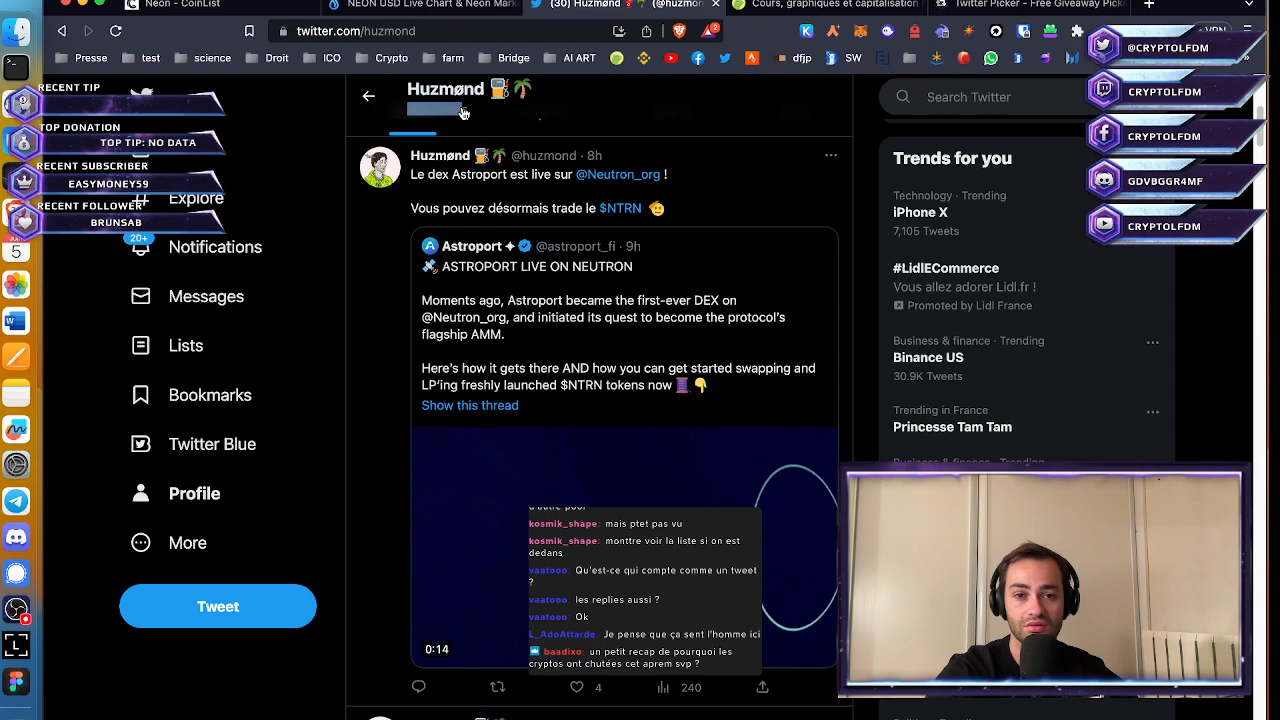 Neon - CoinList
NEON USD Live Chart & Neon Mark
(30) Huzmønd
(@huzmon
Cours, graphiques et capitalisation
Twitter Picker - Free Giveaway Picke
twitter.com/huzmond
2
VPN
Presse
test
science
Droit
ICO
Crypto
farm
Bridge
AI ART
dfjp
SW
RECENT TIP
TOP DONATION
TOP TIP: NO DATA
RECENT SUBSCRIBER
EASYMONEY59
RECENT FOLLOWER
BRUNSAB
Explore
20+
Notifications
Messages
Lists
Bookmarks
Twitter Blue
Profile
More
Tweet
5
Huzmønd
Huzmønd @huzmond · 8h
Le dex Astroport est live sur @Neutron_org !
Vous pouvez désormais trade le $NTRN
Astroport @astroport_fi · 9h
ASTROPORT LIVE ON NEUTRON
Moments ago, Astroport became the first-ever DEX on
@Neutron_org, and initiated its quest to become the protocol's
flagship AMM.
Here's how it gets there AND how you can get started swapping and
LP'ing freshly launched $NTRN tokens now
Show this thread
0:14
kosmik_shape: mais ptet pas vu
kosmik_shape: montre voir la liste si on est
dedans
vaatooo: Qu'est-ce qui compte comme un tweet
?
vaatooo: les replies aussi ?
vaatooo: Ok
L_AdoAttarde: Je pense que ça sent l'homme ici
baadixo: un petit recap de pourquoi les
cryptos ont chutées cet aprem svp ?
4
240
Search Twitter
Trends for you
Technology · Trending
iPhone X
7,105 Tweets
#LidlECommerce
Vous allez adorer Lidl.fr !
Promoted by Lidl France
Business & finance · Trending
Binance US
30.9K Tweets
Trending in France
Princesse Tam Tam
Business & finance · Trending
@CRYPTOLFDM
CRYPTOLFDM
CRYPTOLFDM
GDVBGGR4MF
CRYPTOLFDM